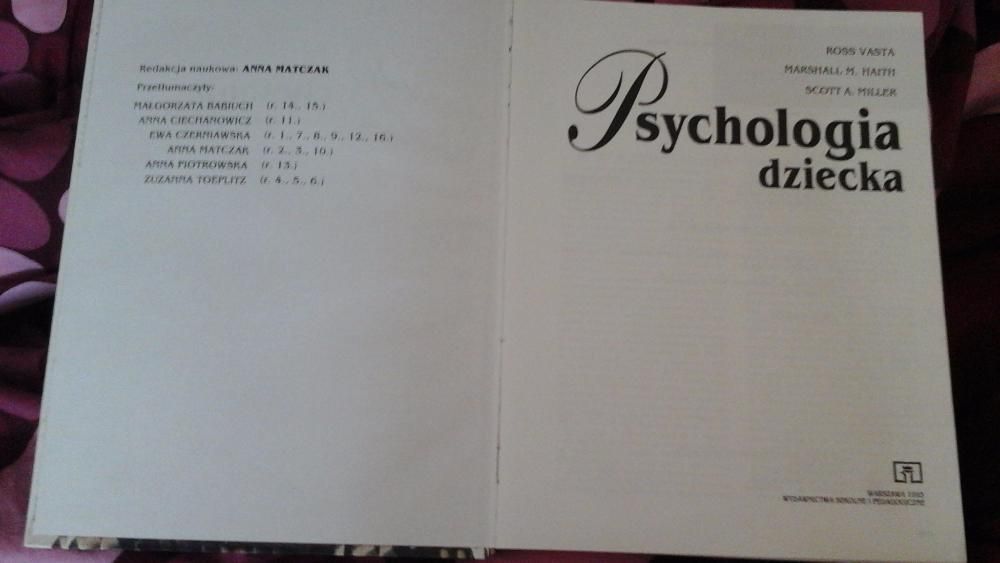 Redakcja naukowa: ANNA MATCZAK
Przetłumaczyły:
MAŁGORZATA BABIUCH (r. 14., 15.)
ANNA CIECHANOWICZ (r. 11.)
EWA CZERNIAWSKA (r. 1., 7., 8., 9., 12., 16.)
ANNA MATCZAK (r. 2., 3., 10.)
ANNA PIOTROWSKA (r. 13.)
ZUZANNA TOEPLITZ (r. 4., 5., 6.)
ROSS VASTA
MARSHALL M. HAITH
SCOTT A. MILLER
Psychologia
dziecka
WARSZAWA 1995
WYDAWNICTWA SZKOLNE I PEDAGOGICZNE